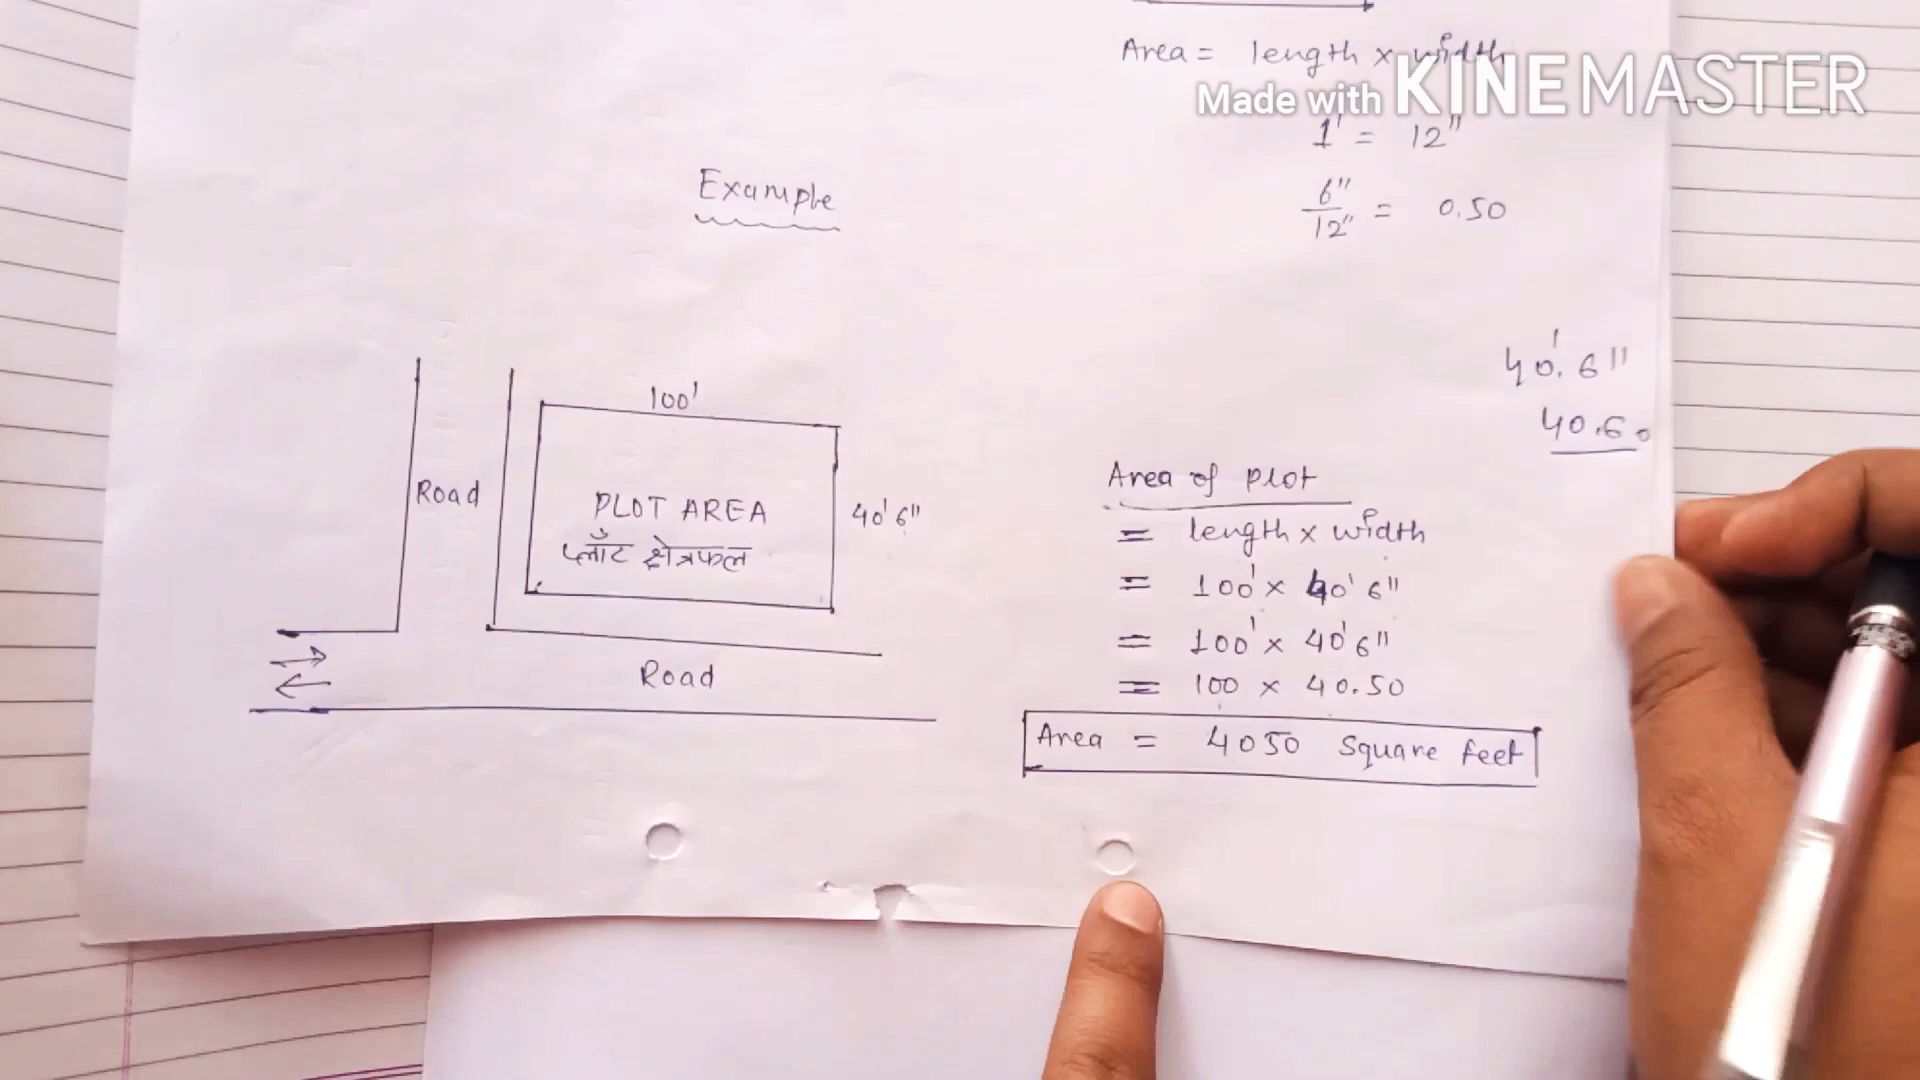 Area = length x width
Made with KINEMASTER
1' = 12"
6"/12" = 0.50
Example
40'.6"
40.60
100'
Road
PLOT AREA
प्लॉट क्षेत्रफल
40'6"
Road
Area of plot
= length x width
= 100' x 40'6"
= 100' x 40'6"
= 100 x 40.50
Area = 4050 Square feet